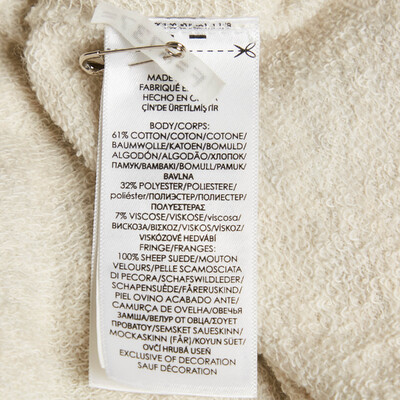 MADE
FABRIQUÉ E
HECHO EN C
ÇİN'DE ÜRETİLMİŞTİR
BODY/CORPS:
61% COTTON/COTON/COTONE/
BAUMWOLLE/KATOEN/BOMULD/
ALGODÓN/ALGODÃO/ХЛОПОК
ПАМУК/ΒΑΜΒΑΚΙ/BOMULL/PAMUK/
BAVLNA
32% POLYESTER/POLIESTERE/
poliéster/ПОЛИЭСТЕР/ПОЛИЕСТЕР/
ΠΟΛΥΕΣΤΕΡΑΣ
7% VISCOSE/VISKOSE/viscosa/
ВИСКОЗА/ΒΙΣΚΟΖ/VISKOS/VİSKOZ/
VISKÓZOVÉ HEDVÁBÍ
FRINGE/FRANGES:
100% SHEEP SUEDE/MOUTON
VELOURS/PELLE SCAMOSCIATA
DI PECORA/SCHAFSWILDLEDER/
SCHAPENSUÈDE/FÅRERUSKIND/
PIEL OVINO ACABADO ANTE/
CAMURÇA DE OVELHA/ОВЕЧЬЯ
ЗАМША/ВЕЛУР ОТ ОВЦА/ΣΟΥΕΤ
ΠΡΟΒΑΤΟΥ/SEMSKET SAUESKINN/
MOCKASKINN (FÅR)/KOYUN SÜET/
OVČÍ HRUBÁ USEŇ
EXCLUSIVE OF DECORATION
SAUF DÉCORATION